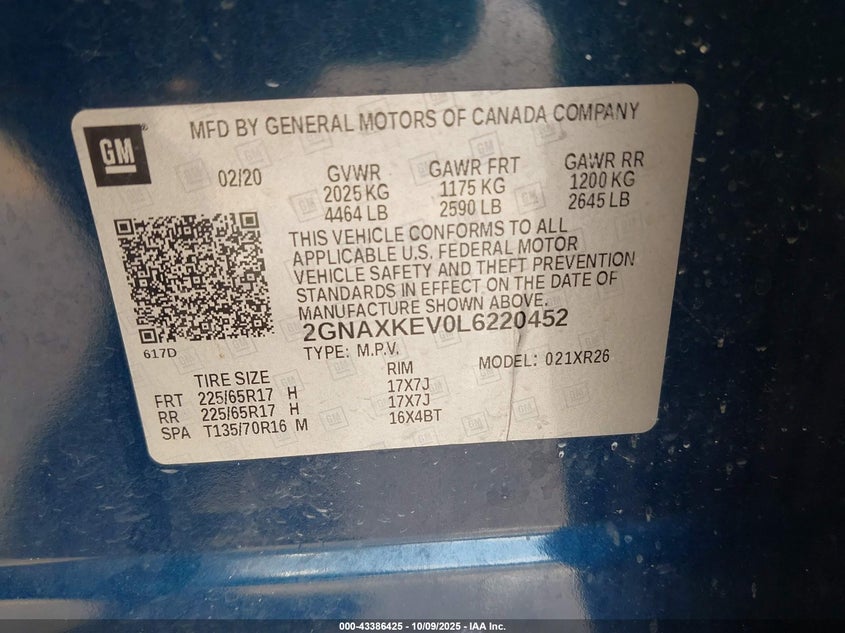 GM
MFD BY GENERAL MOTORS OF CANADA COMPANY
02/20 GVWR GAWR FRT GAWR RR
2025 KG 1175 KG 1200 KG
4464 LB 2590 LB 2645 LB
THIS VEHICLE CONFORMS TO ALL
APPLICABLE U.S. FEDERAL MOTOR
VEHICLE SAFETY AND THEFT PREVENTION
STANDARDS IN EFFECT ON THE DATE OF
MANUFACTURE SHOWN ABOVE.
2GNAXKEV0L6220452
617D TYPE: M.P.V. MODEL: 021XR26
TIRE SIZE RIM
FRT 225/65R17 H 17X7J
RR 225/65R17 H 17X7J
SPA T135/70R16 M 16X4BT
000-43386425 - 10/09/2025 - IAA Inc.